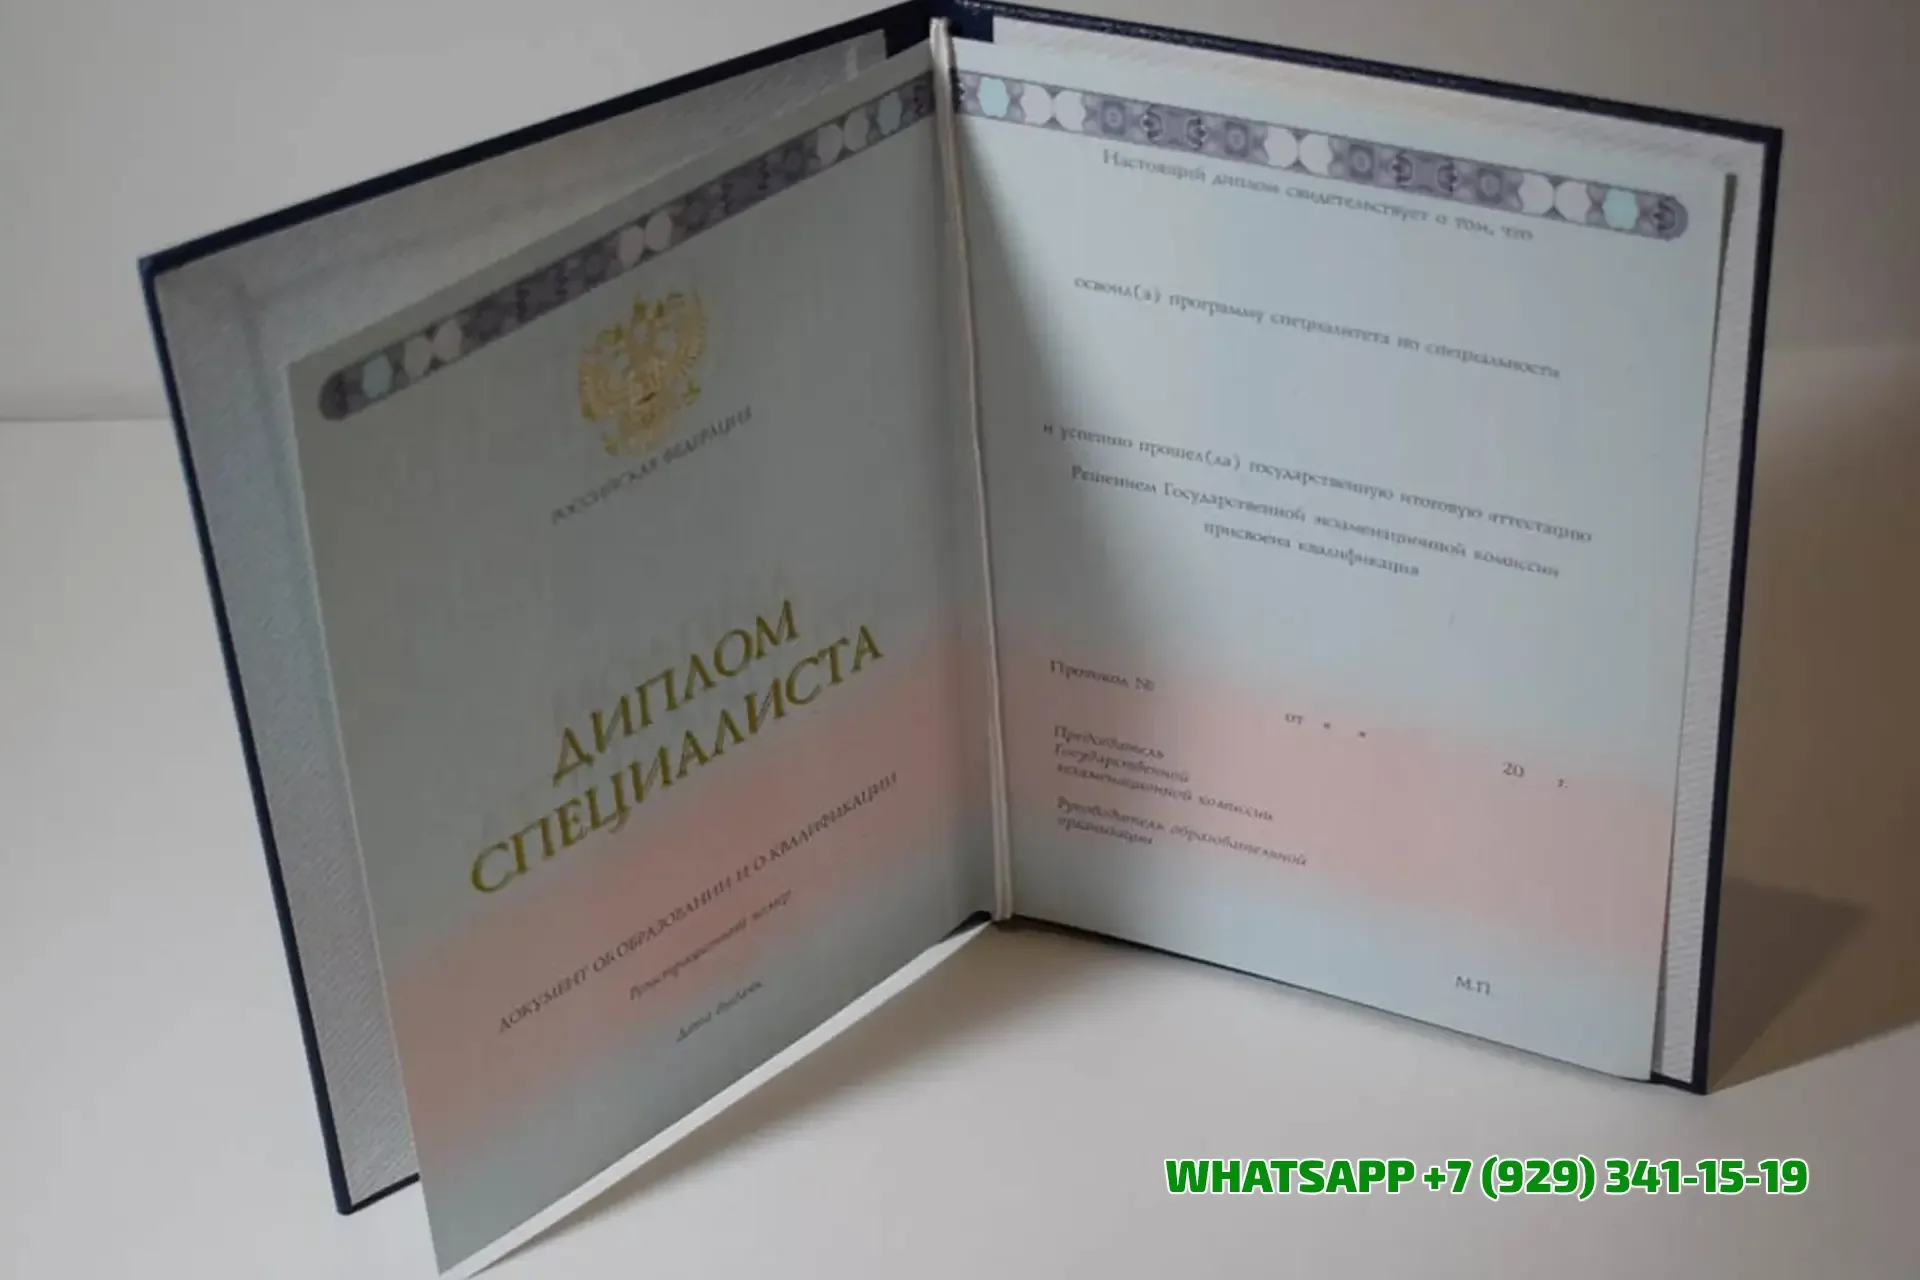 РОССИЙСКАЯ ФЕДЕРАЦИЯ
ДИПЛОМ
СПЕЦИАЛИСТА
ДОКУМЕНТ ОБ ОБРАЗОВАНИИ И О КВАЛИФИКАЦИИ
Регистрационный номер
Дата выдачи
Настоящий диплом свидетельствует о том, что
освоил(а) программу специалитета по специальности
и успешно прошел(ла) государственную итоговую аттестацию
Решением Государственной экзаменационной комиссии
присвоена квалификация
Протокол №
от « »
20 г.
Председатель
Государственной
экзаменационной комиссии
Руководитель образовательной
организации
М.П.
WHATSAPP +7 (929) 341-15-19